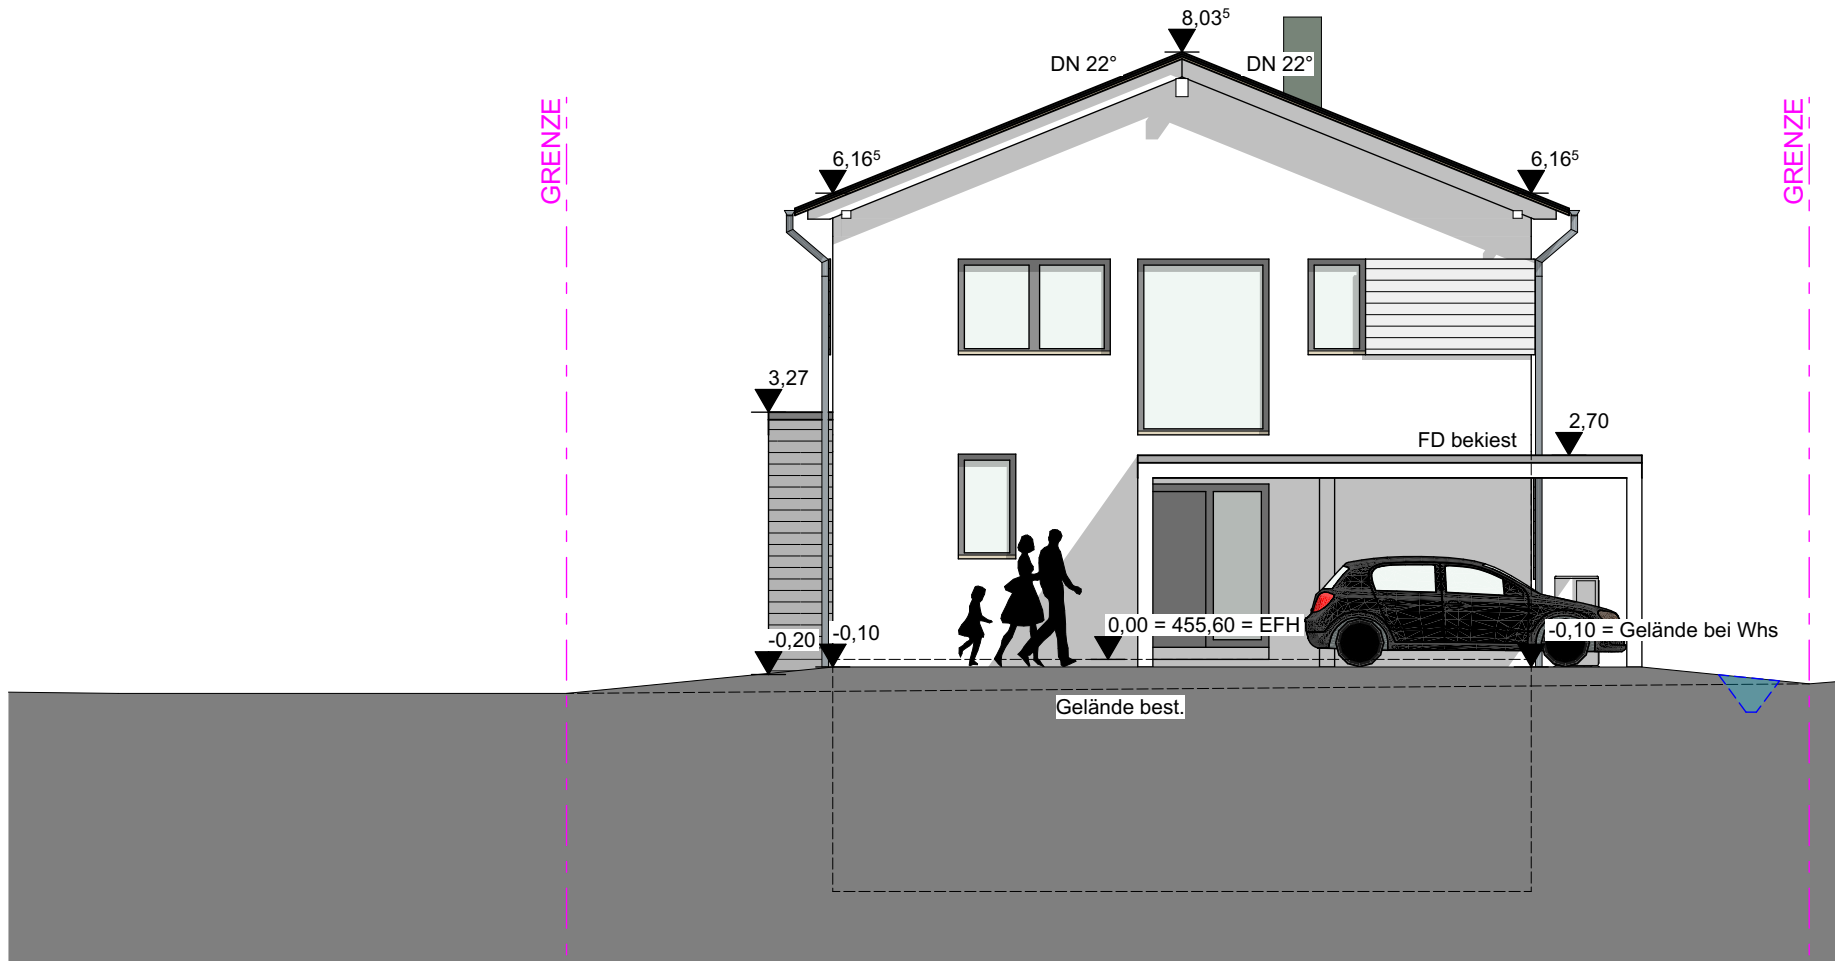 8,03⁵
DN 22°
DN 22°
GRENZE
GRENZE
6,16⁵
6,16⁵
3,27
2,70
FD bekiest
0,00 = 455,60 = EFH
-0,20
-0,10
-0,10 = Gelände bei Whs
Gelände best.